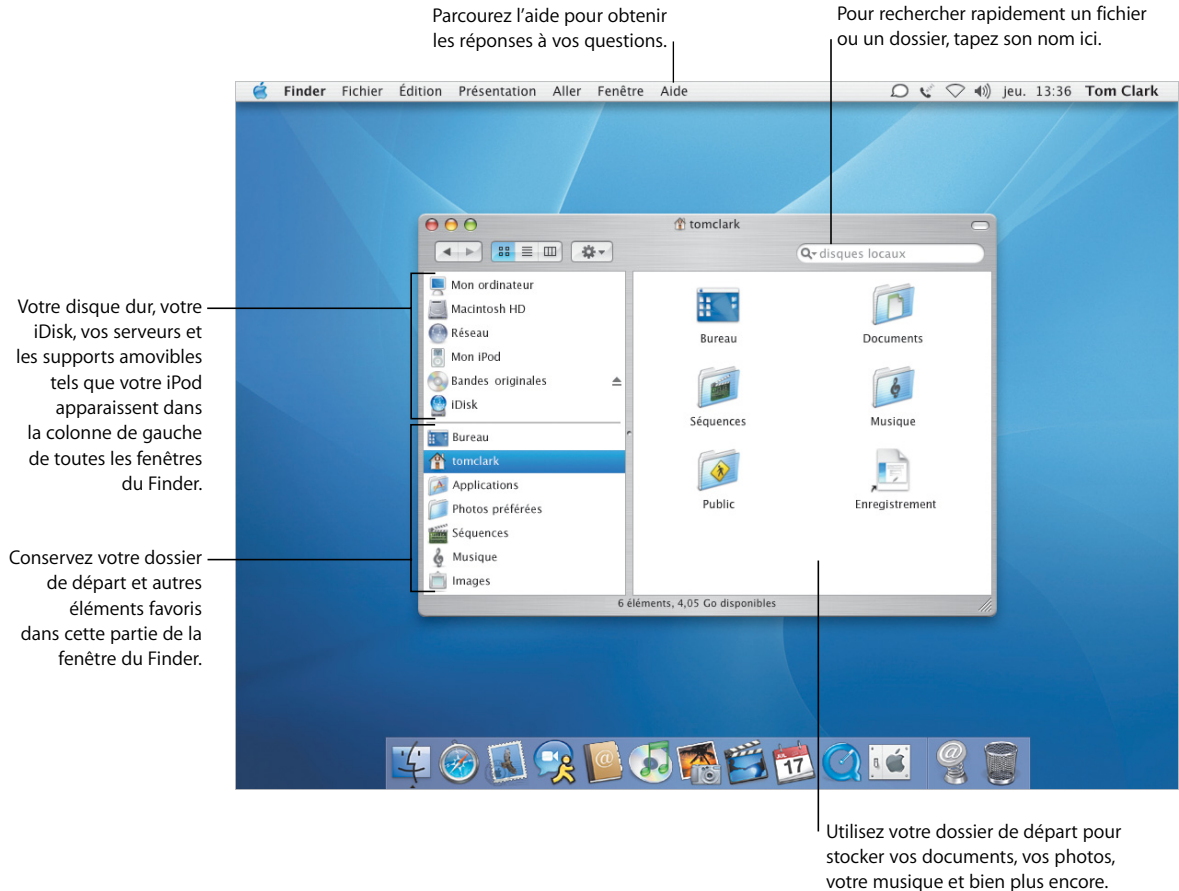 Parcourez l’aide pour obtenir
les réponses à vos questions.
Pour rechercher rapidement un fichier
ou un dossier, tapez son nom ici.
Finder Fichier Édition Présentation Aller Fenêtre Aide jeu. 13:36 Tom Clark
tomclark
disques locaux
Votre disque dur, votre
iDisk, vos serveurs et
les supports amovibles
tels que votre iPod
apparaissent dans
la colonne de gauche
de toutes les fenêtres
du Finder.
Mon ordinateur
Macintosh HD
Réseau
Mon iPod
Bandes originales
iDisk
Conservez votre dossier
de départ et autres
éléments favoris
dans cette partie de la
fenêtre du Finder.
Bureau
tomclark
Applications
Photos préférées
Séquences
Musique
Images
Bureau
Documents
Séquences
Musique
Public
Enregistrement
6 éléments, 4,05 Go disponibles
17
Utilisez votre dossier de départ pour
stocker vos documents, vos photos,
votre musique et bien plus encore.